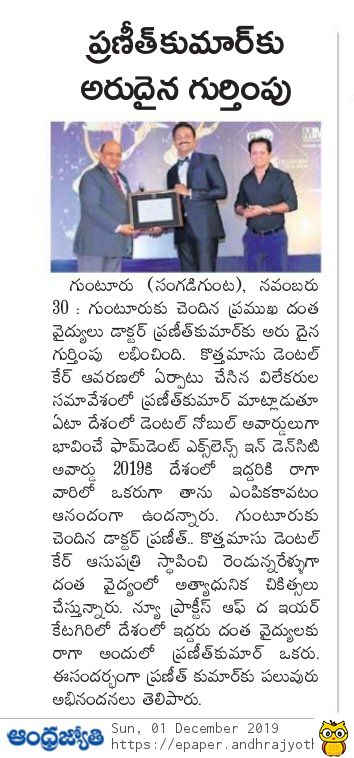 ప్రణీత్‌కుమార్‌కు
అరుదైన గుర్తింపు
గుంటూరు (సంగడిగుంట), నవంబరు
30 : గుంటూరుకు చెందిన ప్రముఖ దంత
వైద్యులు డాక్టర్ ప్రణీత్‌కుమార్‌కు అరు దైన
గుర్తింపు లభించింది. కొత్తమాసు డెంటల్
కేర్ ఆవరణలో ఏర్పాటు చేసిన విలేకరుల
సమావేశంలో ప్రణీత్‌కుమార్ మాట్లాడుతూ
ఏటా దేశంలో డెంటల్ నోబుల్ అవార్డులుగా
భావించే ఫామ్‌డెంట్ ఎక్స్‌లెన్స్ ఇన్ డెన్‌సిటి
అవార్డు 2019కి దేశంలో ఇద్దరికి రాగా
వారిలో ఒకరుగా తాను ఎంపికకావటం
ఆనందంగా ఉందన్నారు. గుంటూరుకు
చెందిన డాక్టర్ ప్రణీత్.. కొత్తమాసు డెంటల్
కేర్ ఆసుపత్రి స్థాపించి రెండున్నరేళ్ళుగా
దంత వైద్యంలో అత్యాధునిక చికిత్సలు
చేస్తున్నారు. న్యూ ప్రాక్టీస్ ఆఫ్ ద ఇయర్
కేటగిరిలో దేశంలో ఇద్దరు దంత వైద్యులకు
రాగా అందులో ప్రణీత్‌కుమార్ ఒకరు.
ఈసందర్భంగా ప్రణీత్ కుమార్‌కు పలువురు
అభినందనలు తెలిపారు.
ఆంధ్రజ్యోతి Sun, 01 December 2019
https://epaper.andhrajyoth